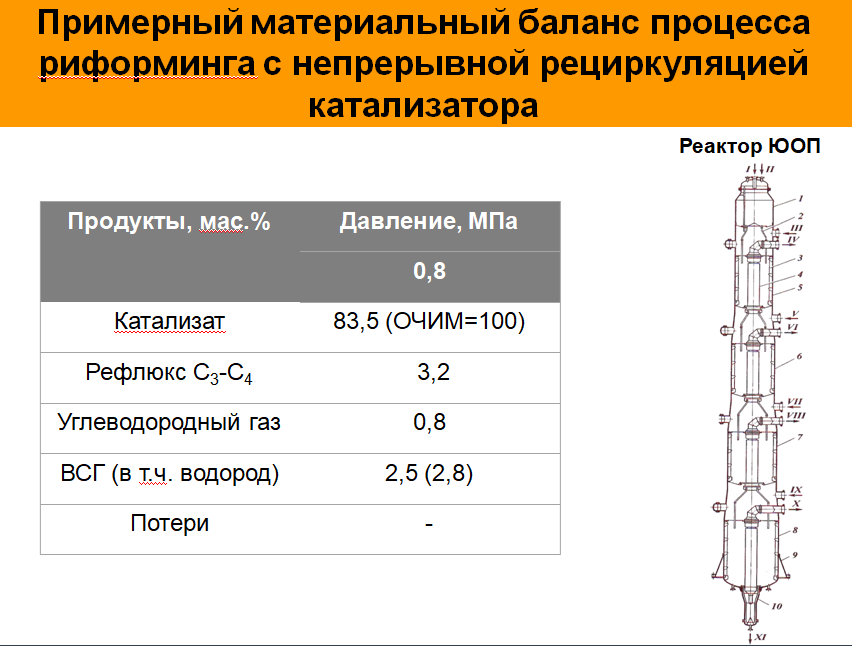 Примерный материальный баланс процесса
риформинга с непрерывной рециркуляцией
катализатора
Реактор ЮОП
Продукты, мас.% Давление, МПа
0,8
Катализат 83,5 (ОЧИМ=100)
Рефлюкс C₃-C₄ 3,2
Углеводородный газ 0,8
ВСГ (в т.ч. водород) 2,5 (2,8)
Потери -
I II
1
2
III
IV
3
4
5
V
VI
6
VII
VIII
7
IX
X
8
9
10
XI